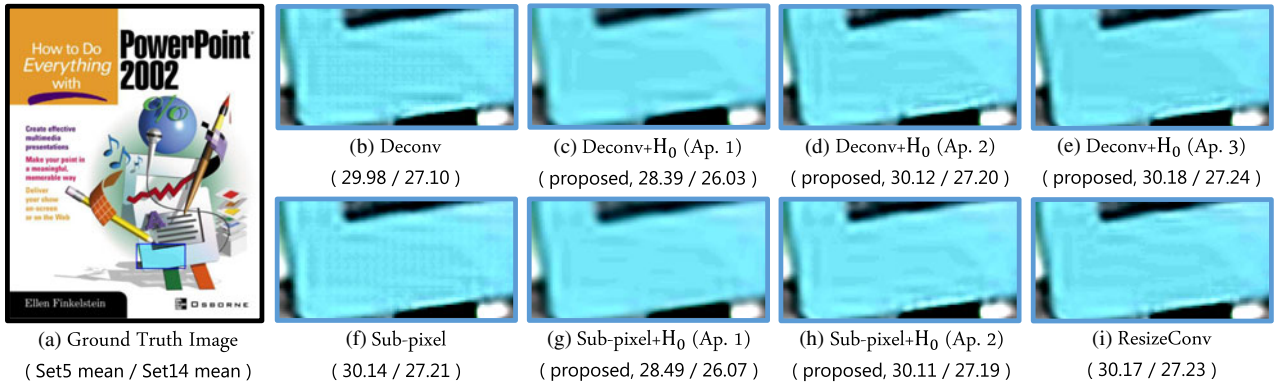 How to Do
Everything
with
PowerPoint
2002
Create effective
multimedia
presentations
Make your point in
a meaningful,
memorable way
Deliver
your show
on-screen
or on the Web
Ellen Finkelstein
OSBORNE
(a) Ground Truth Image
( Set5 mean / Set14 mean )
(b) Deconv
( 29.98 / 27.10 )
(c) Deconv+H₀ (Ap. 1)
( proposed, 28.39 / 26.03 )
(d) Deconv+H₀ (Ap. 2)
( proposed, 30.12 / 27.20 )
(e) Deconv+H₀ (Ap. 3)
( proposed, 30.18 / 27.24 )
(f) Sub-pixel
( 30.14 / 27.21 )
(g) Sub-pixel+H₀ (Ap. 1)
( proposed, 28.49 / 26.07 )
(h) Sub-pixel+H₀ (Ap. 2)
( proposed, 30.11 / 27.19 )
(i) ResizeConv
( 30.17 / 27.23 )